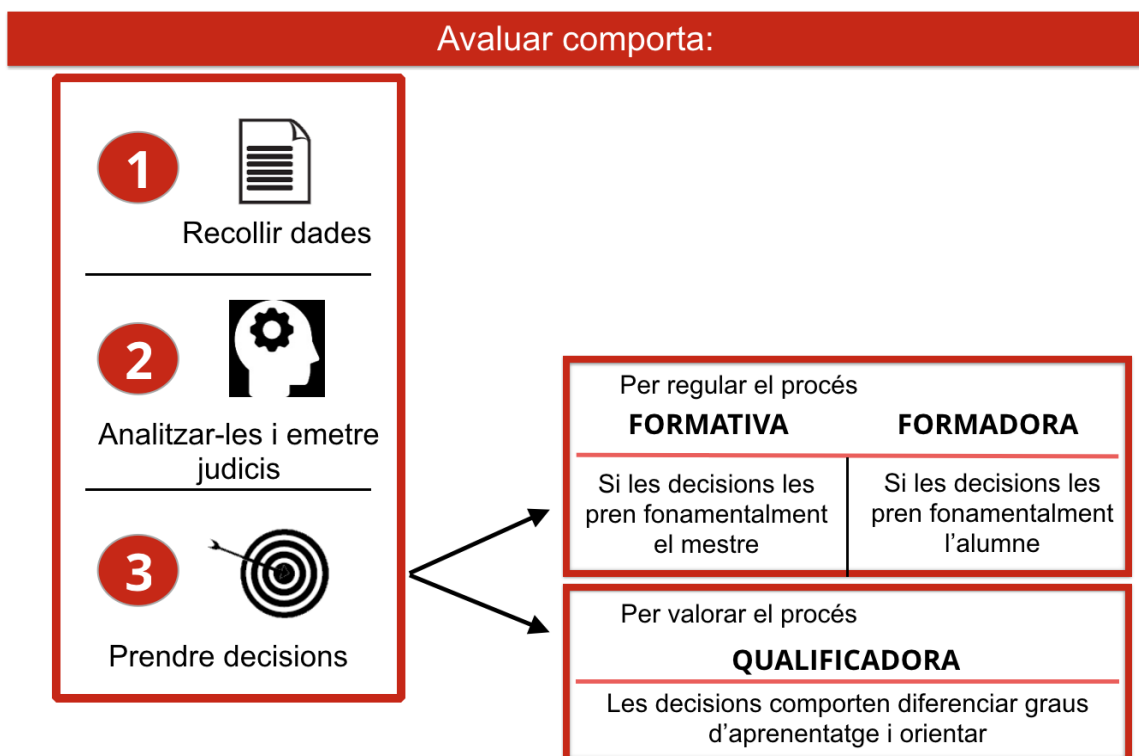 Avaluar comporta:
1
Recollir dades
2
Analitzar-les i emetre
judicis
3
Prendre decisions
Per regular el procés
FORMATIVA
Si les decisions les
pren fonamentalment
el mestre
FORMADORA
Si les decisions les
pren fonamentalment
l’alumne
Per valorar el procés
QUALIFICADORA
Les decisions comporten diferenciar graus
d’aprenentatge i orientar